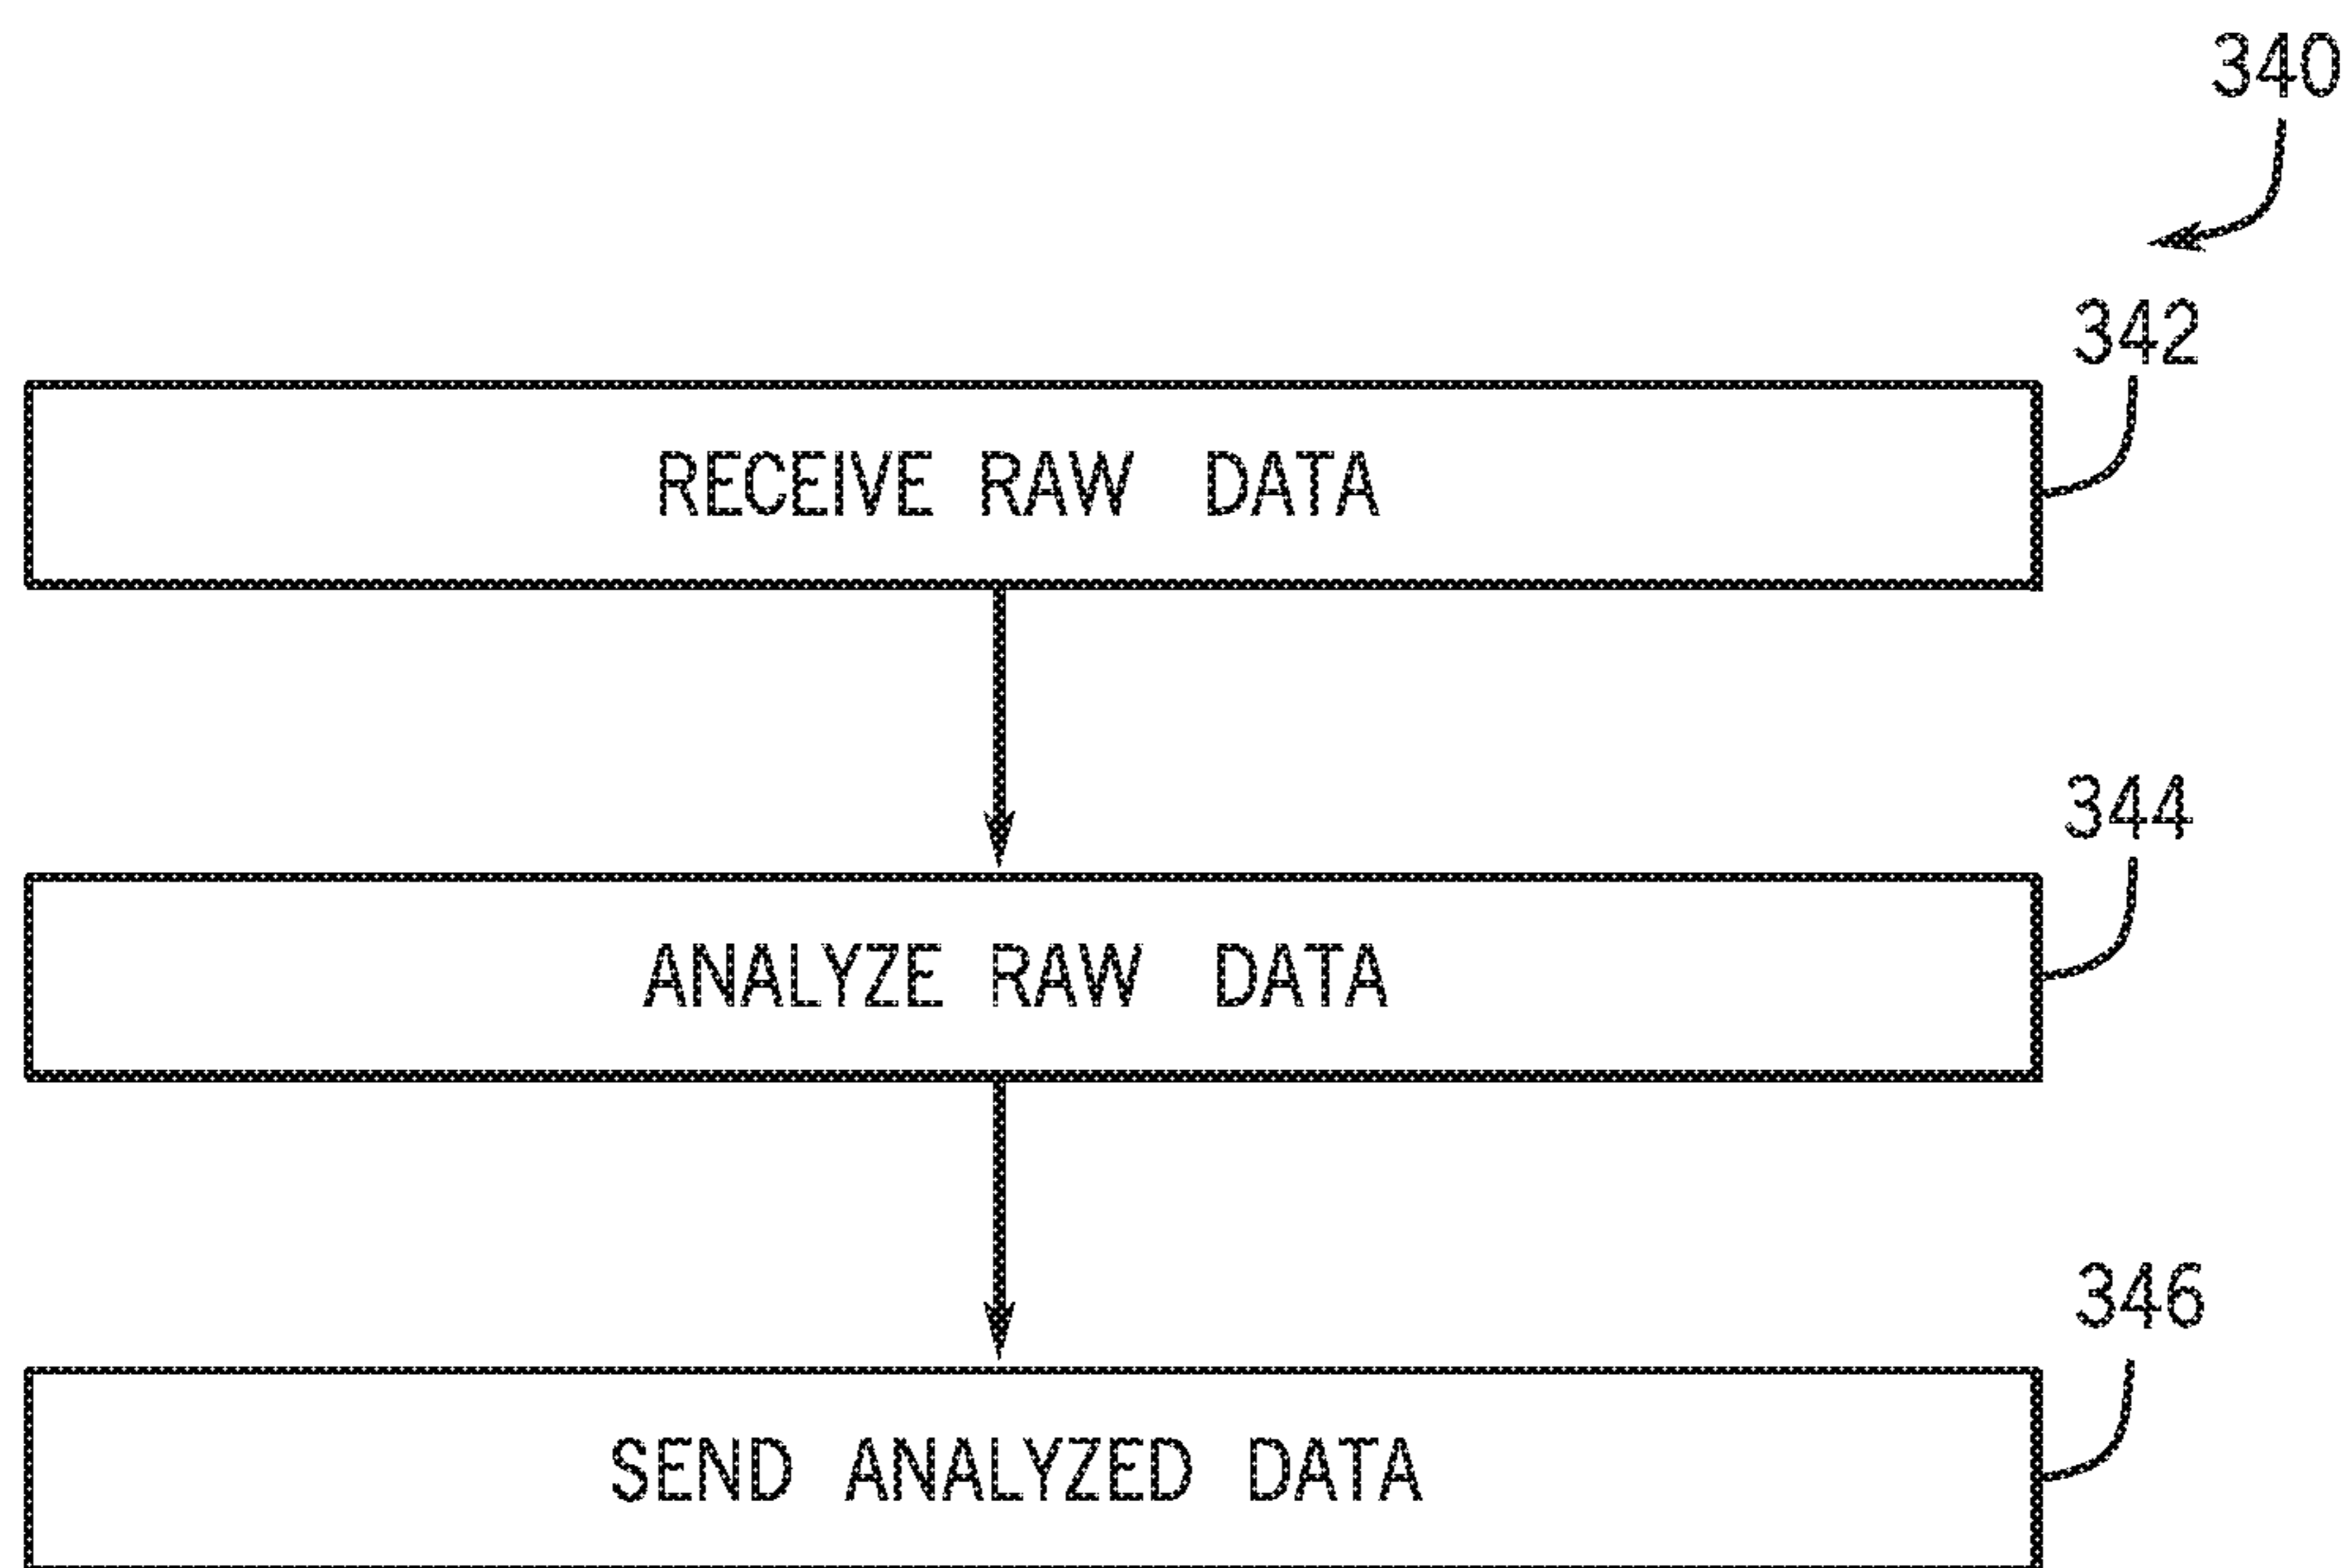 340
342
RECEIVE RAW DATA
344
ANALYZE RAW DATA
346
SEND ANALYZED DATA